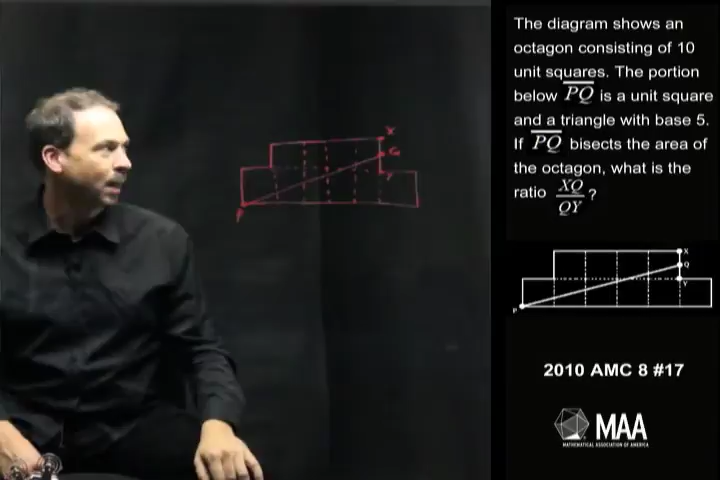 The diagram shows an
octagon consisting of 10
unit squares. The portion
below PQ is a unit square
and a triangle with base 5.
If PQ bisects the area of
the octagon, what is the
ratio XQ/QY?
X
Q
Y
P
X
Q
Y
P
2010 AMC 8 #17
MAA
MATHEMATICAL ASSOCIATION OF AMERICA